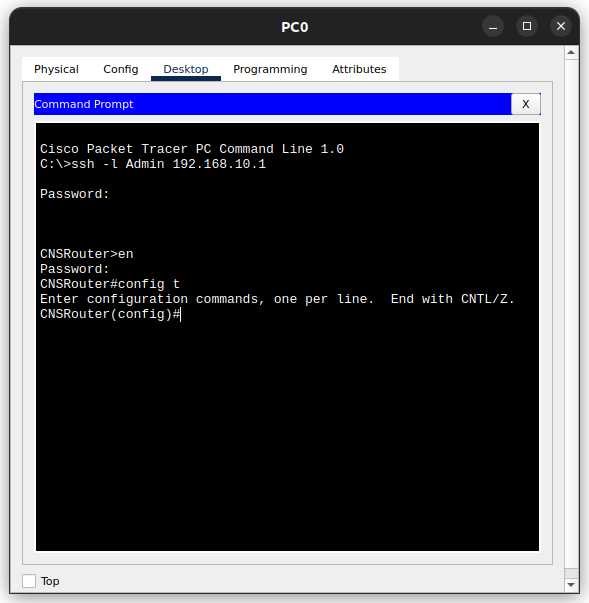 PC0
Physical Config Desktop Programming Attributes
Command Prompt X
Cisco Packet Tracer PC Command Line 1.0
C:\>ssh -l Admin 192.168.10.1
Password:
CNSRouter>en
Password:
CNSRouter#config t
Enter configuration commands, one per line.  End with CNTL/Z.
CNSRouter(config)#
Top